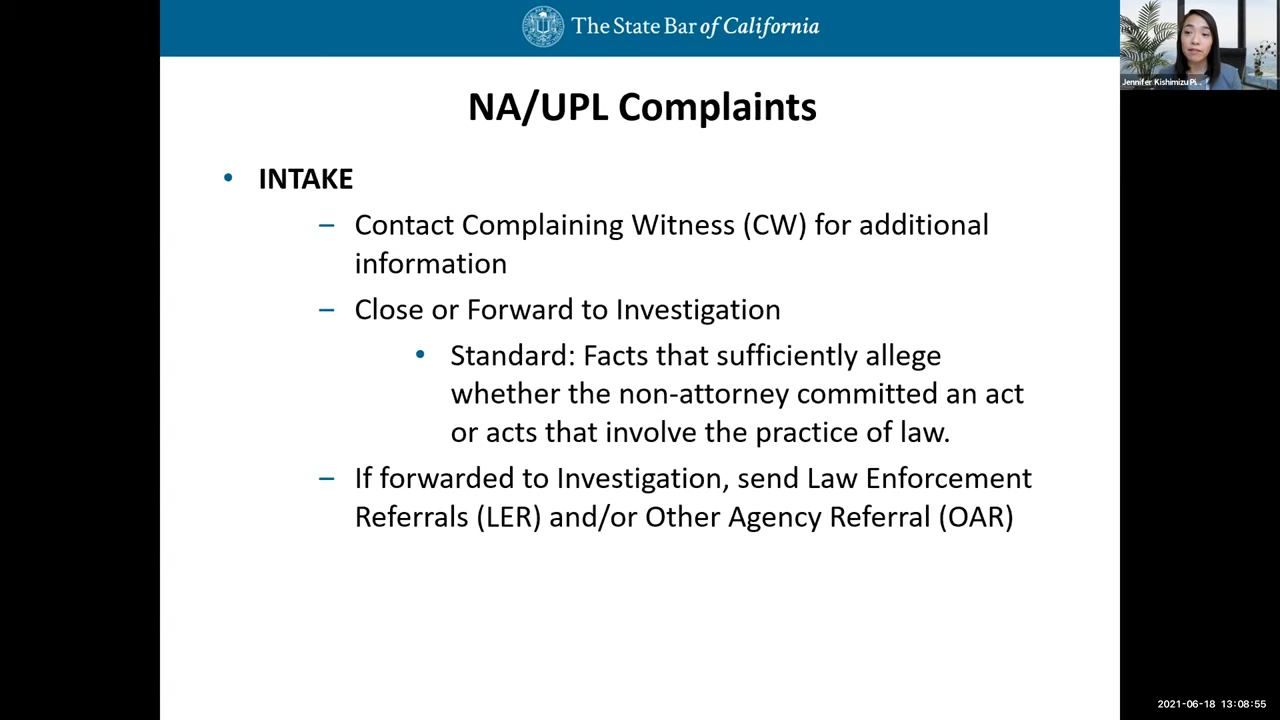 The State Bar of California
Jennifer Kishimizu Pi...
NA/UPL Complaints
• INTAKE
– Contact Complaining Witness (CW) for additional
information
– Close or Forward to Investigation
• Standard: Facts that sufficiently allege
whether the non-attorney committed an act
or acts that involve the practice of law.
– If forwarded to Investigation, send Law Enforcement
Referrals (LER) and/or Other Agency Referral (OAR)
2021-06-18 13:08:55